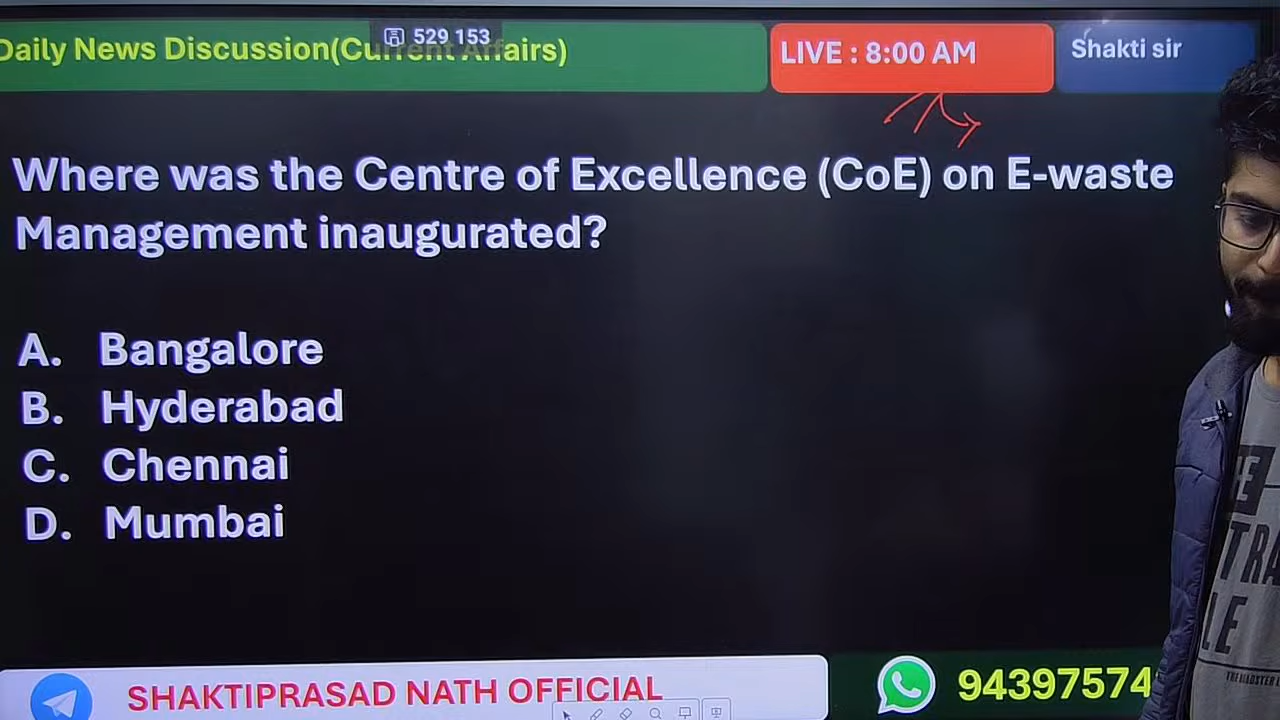 Daily News Discussion(Current Affairs)
529 153
LIVE : 8:00 AM
Shakti sir
Where was the Centre of Excellence (CoE) on E-waste
Management inaugurated?
A. Bangalore
B. Hyderabad
C. Chennai
D. Mumbai
SHAKTIPRASAD NATH OFFICIAL
94397574